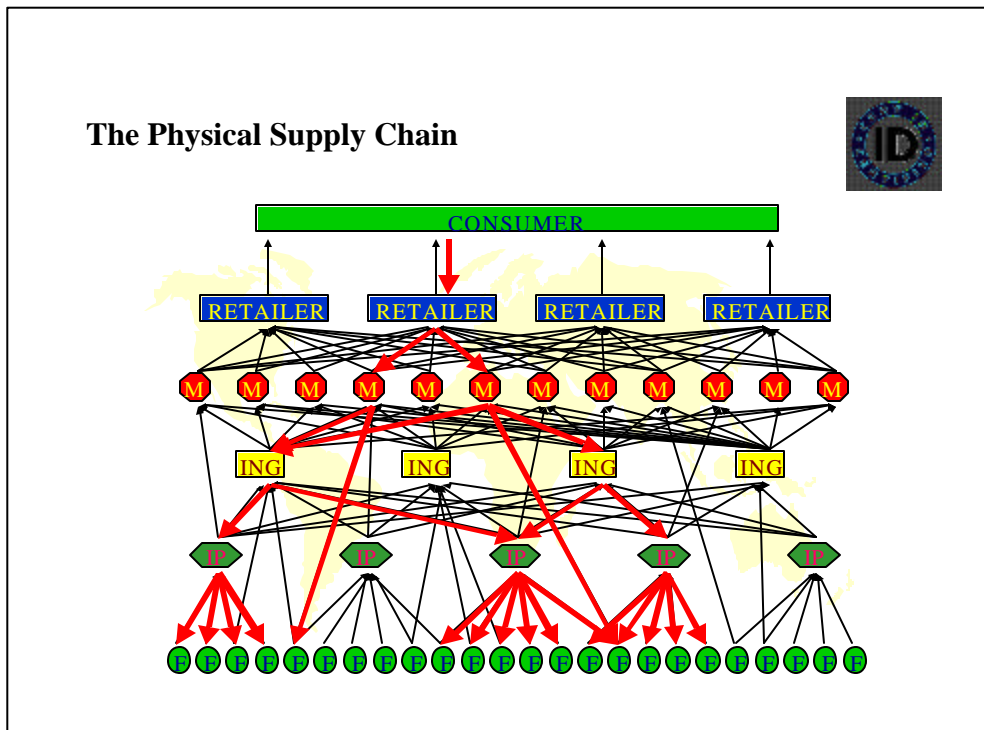 The Physical Supply Chain
ID
CONSUMER
RETAILER RETAILER RETAILER RETAILER
M M M M M M M M M M M M
ING ING ING ING
IP IP IP IP IP
F F F F F F F F F F F F F F F F F F F F F F F F